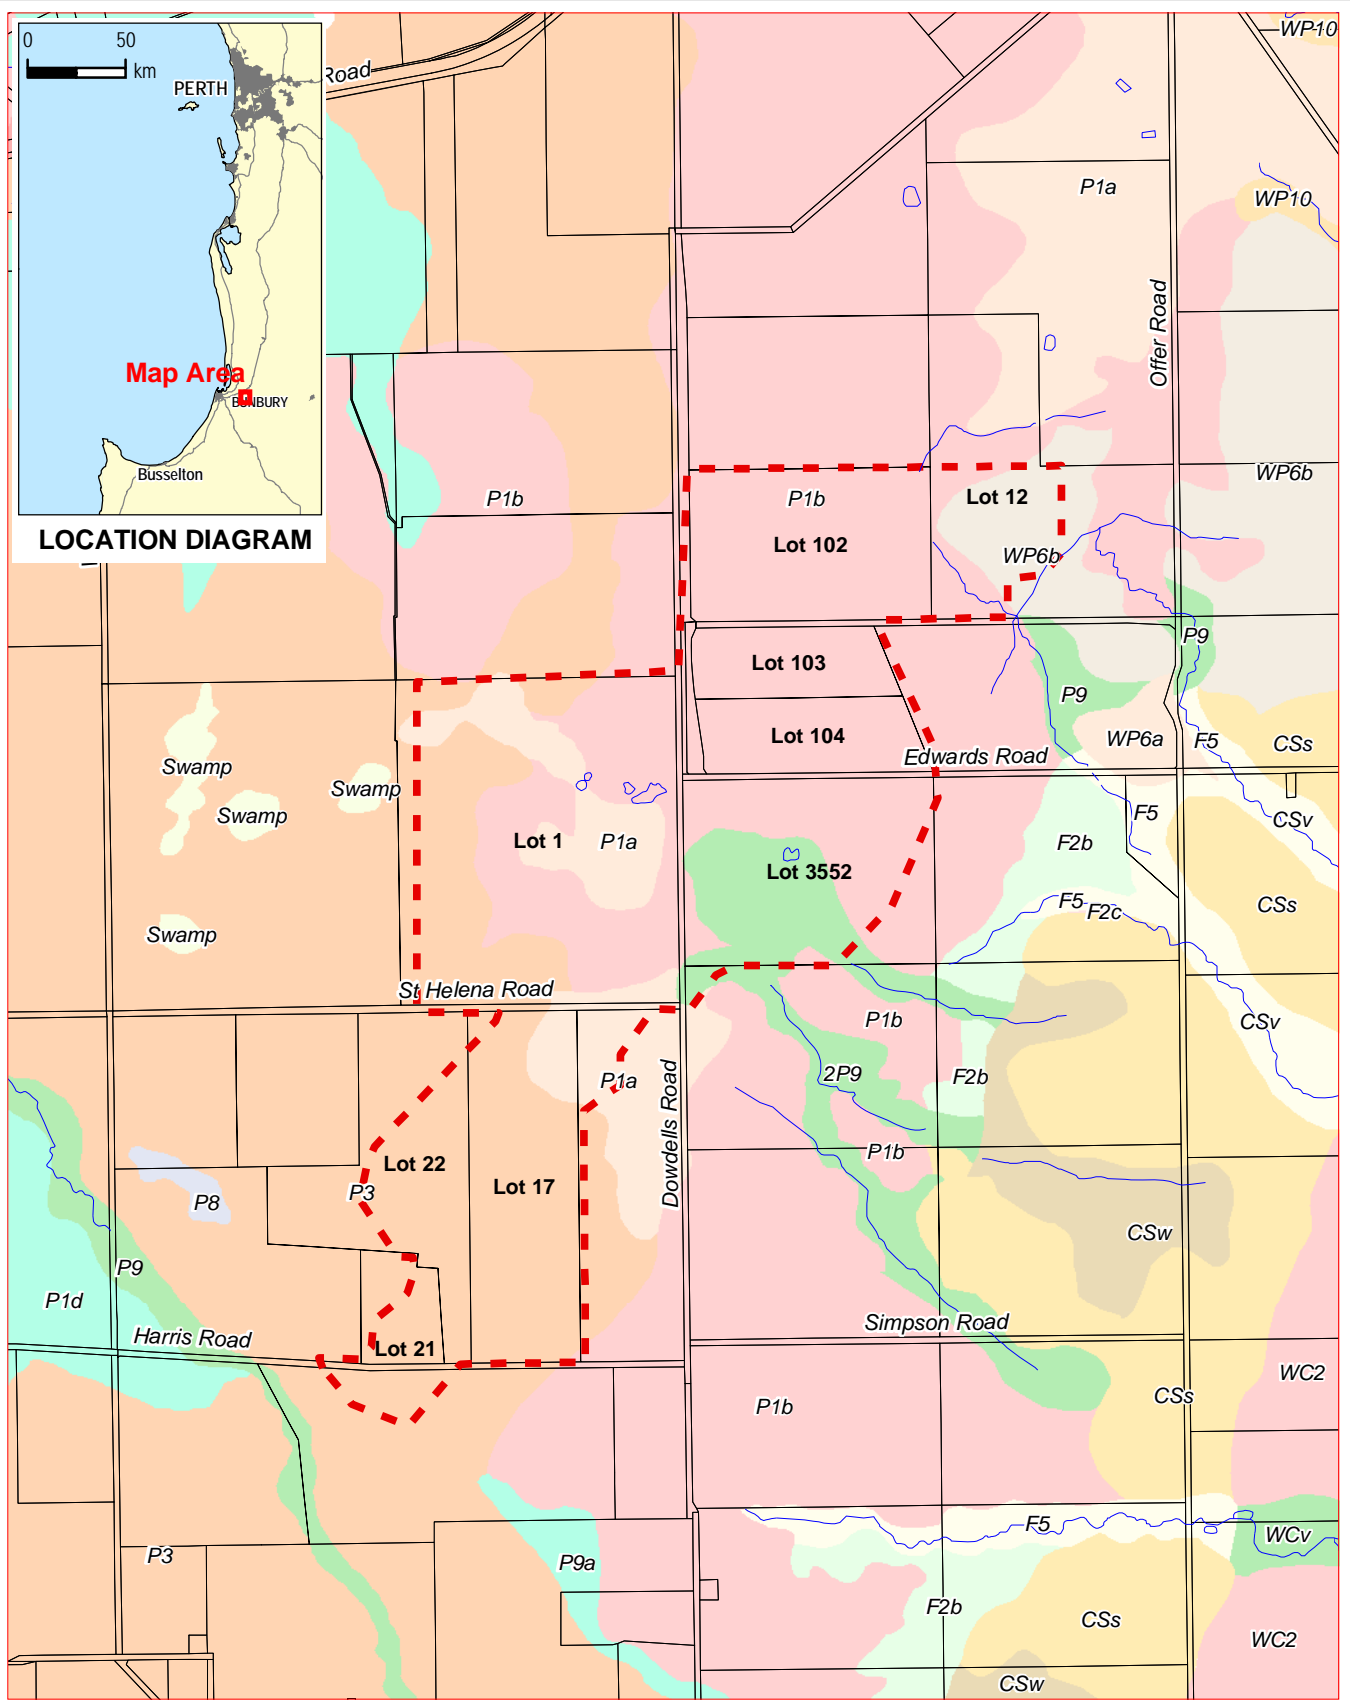 0 50
km
PERTH
Map Area
BUNBURY
Busselton
LOCATION DIAGRAM
Road
WP10
P1a
WP10
Offer Road
P1b
P1b
Lot 12
WP6b
Lot 102
WP6b
P9
Lot 103
P9
Lot 104
WP6a
F5
CSs
Edwards Road
Swamp
Swamp
Swamp
F5
CSv
Lot 1
P1a
F2b
Lot 3552
F5
F2c
CSs
Swamp
St Helena Road
P1b
CSv
P1a
2P9
F2b
Dowdells Road
P1b
Lot 22
Lot 17
P3
P8
CSw
P9
P1d
Harris Road
Simpson Road
Lot 21
WC2
P1b
CSs
F5
WCv
P3
P9a
F2b
CSs
WC2
CSw